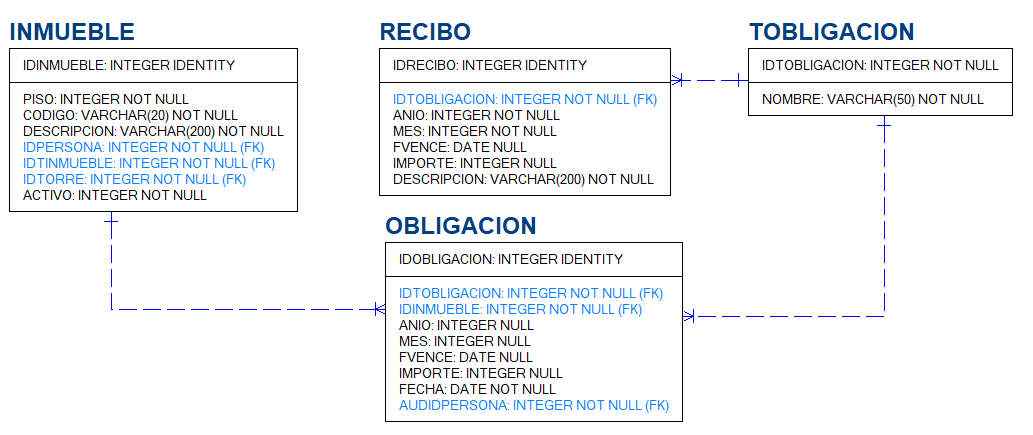 INMUEBLE
IDINMUEBLE: INTEGER IDENTITY
PISO: INTEGER NOT NULL
CODIGO: VARCHAR(20) NOT NULL
DESCRIPCION: VARCHAR(200) NOT NULL
IDPERSONA: INTEGER NOT NULL (FK)
IDTINMUEBLE: INTEGER NOT NULL (FK)
IDTORRE: INTEGER NOT NULL (FK)
ACTIVO: INTEGER NOT NULL
RECIBO
IDRECIBO: INTEGER IDENTITY
IDTOBLIGACION: INTEGER NOT NULL (FK)
ANIO: INTEGER NOT NULL
MES: INTEGER NOT NULL
FVENCE: DATE NULL
IMPORTE: INTEGER NULL
DESCRIPCION: VARCHAR(200) NOT NULL
TOBLIGACION
IDTOBLIGACION: INTEGER NOT NULL
NOMBRE: VARCHAR(50) NOT NULL
OBLIGACION
IDOBLIGACION: INTEGER IDENTITY
IDTOBLIGACION: INTEGER NOT NULL (FK)
IDINMUEBLE: INTEGER NOT NULL (FK)
ANIO: INTEGER NULL
MES: INTEGER NULL
FVENCE: DATE NULL
IMPORTE: INTEGER NULL
FECHA: DATE NOT NULL
AUDIDPERSONA: INTEGER NOT NULL (FK)